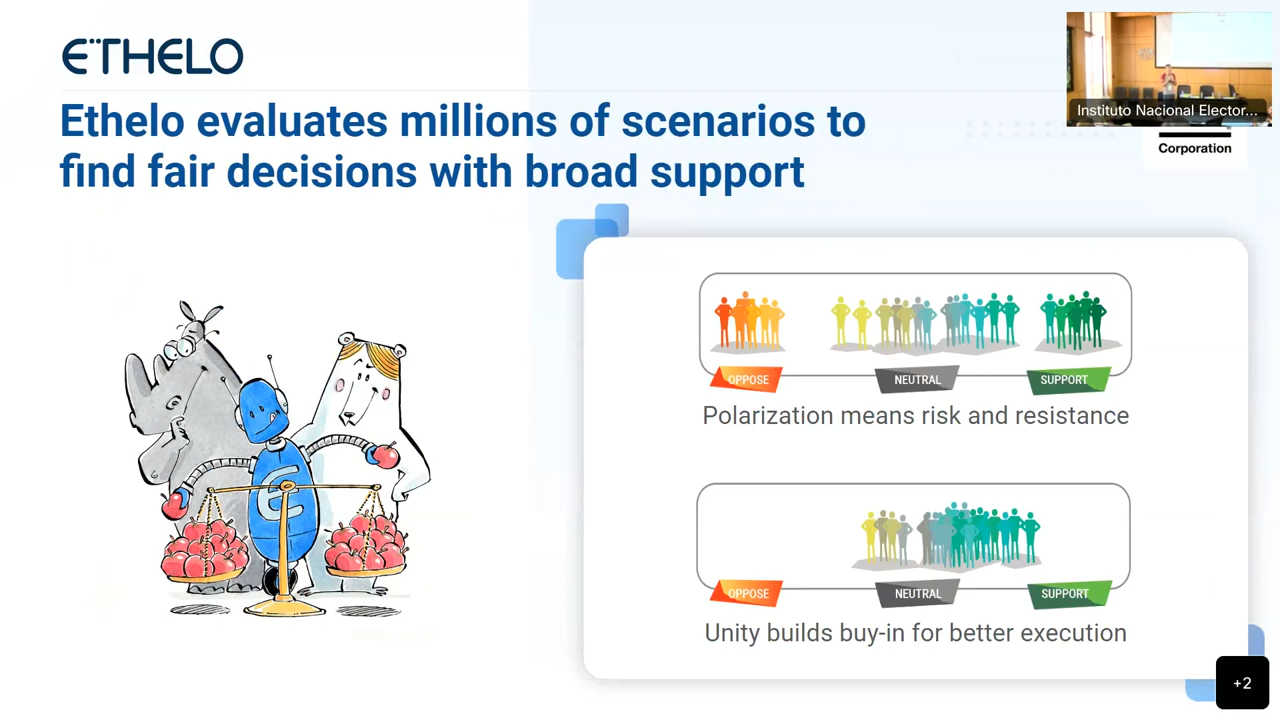 ETHELO
Ethelo evaluates millions of scenarios to
find fair decisions with broad support
Instituto Nacional Elector...
Corporation
OPPOSE
NEUTRAL
SUPPORT
Polarization means risk and resistance
E
OPPOSE
NEUTRAL
SUPPORT
Unity builds buy-in for better execution
+2